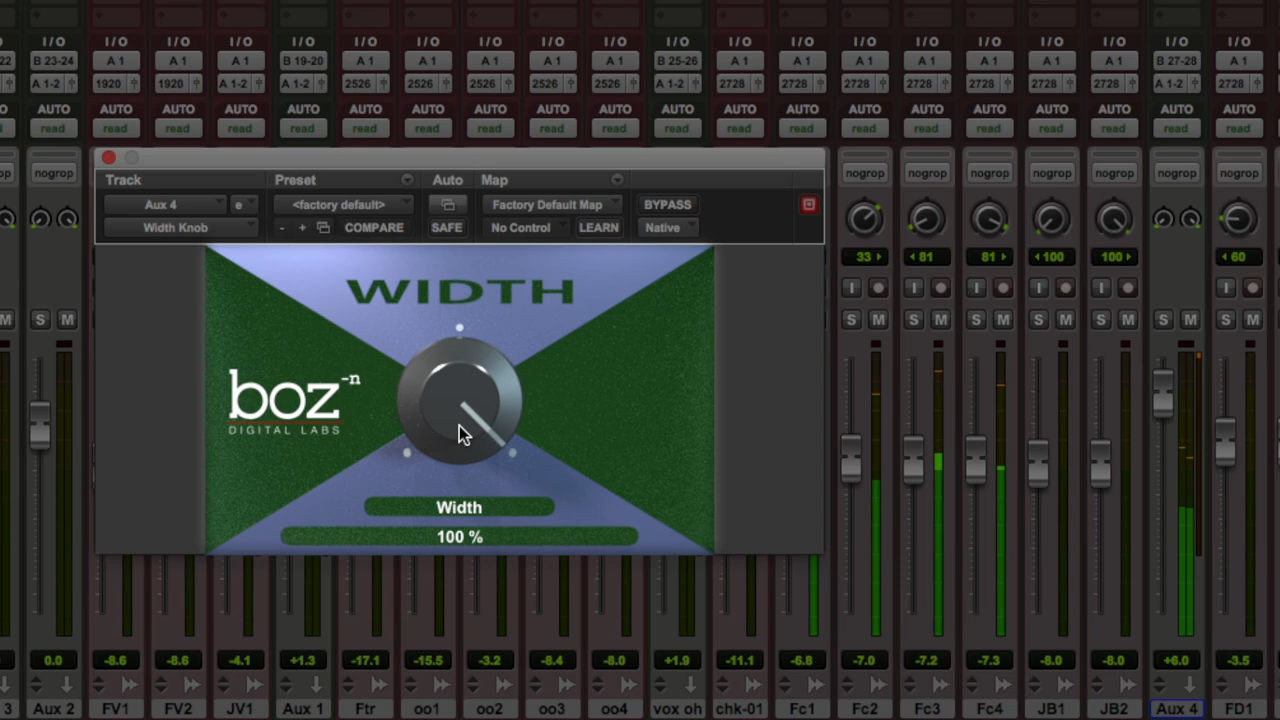 I/O I/O I/O I/O I/O I/O I/O I/O I/O I/O I/O I/O I/O I/O I/O I/O I/O I/O I/O I/O
22 B 23-24 A 1 A 1 A 1 B 19-20 A 1 A 1 A 1 A 1 A 1 B 25-26 A 1 A 1 A 1 A 1 A 1 A 1 A 1 B 27-28 A 1
A 1-2 1920 1920 A 1-2 A 1-2 2526 2526 2526 2526 2526 A 1-2 2728 2728 2728 2728 2728 2728 2728 A 1-2 2728
AUTO AUTO AUTO AUTO AUTO AUTO AUTO AUTO AUTO AUTO AUTO AUTO AUTO AUTO AUTO AUTO AUTO AUTO AUTO AUTO
read read read read read read read read read read read read read read read read read read read read
op nogrop nogrop nogrop nogrop nogrop nogrop nogrop nogrop
Track Preset Auto Map
Aux 4 e <factory default> Factory Default Map BYPASS
Width Knob - + COMPARE SAFE No Control LEARN Native
33 81 81 100 100 60
I I I I I I
M S M S M S M S M S M S M S M S M
WIDTH
boz-n
DIGITAL LABS
Width
100 %
0.0 -8.6 -8.6 -4.1 +1.3 -17.1 -15.5 -3.2 -8.4 -8.0 +1.9 -11.1 -6.8 -7.0 -7.2 -7.3 -8.0 -8.0 +6.0 -3.5
3 Aux 2 FV1 FV2 JV1 Aux 1 Ftr oo1 oo2 oo3 oo4 vox oh chk-01 Fc1 Fc2 Fc3 Fc4 JB1 JB2 Aux 4 FD1